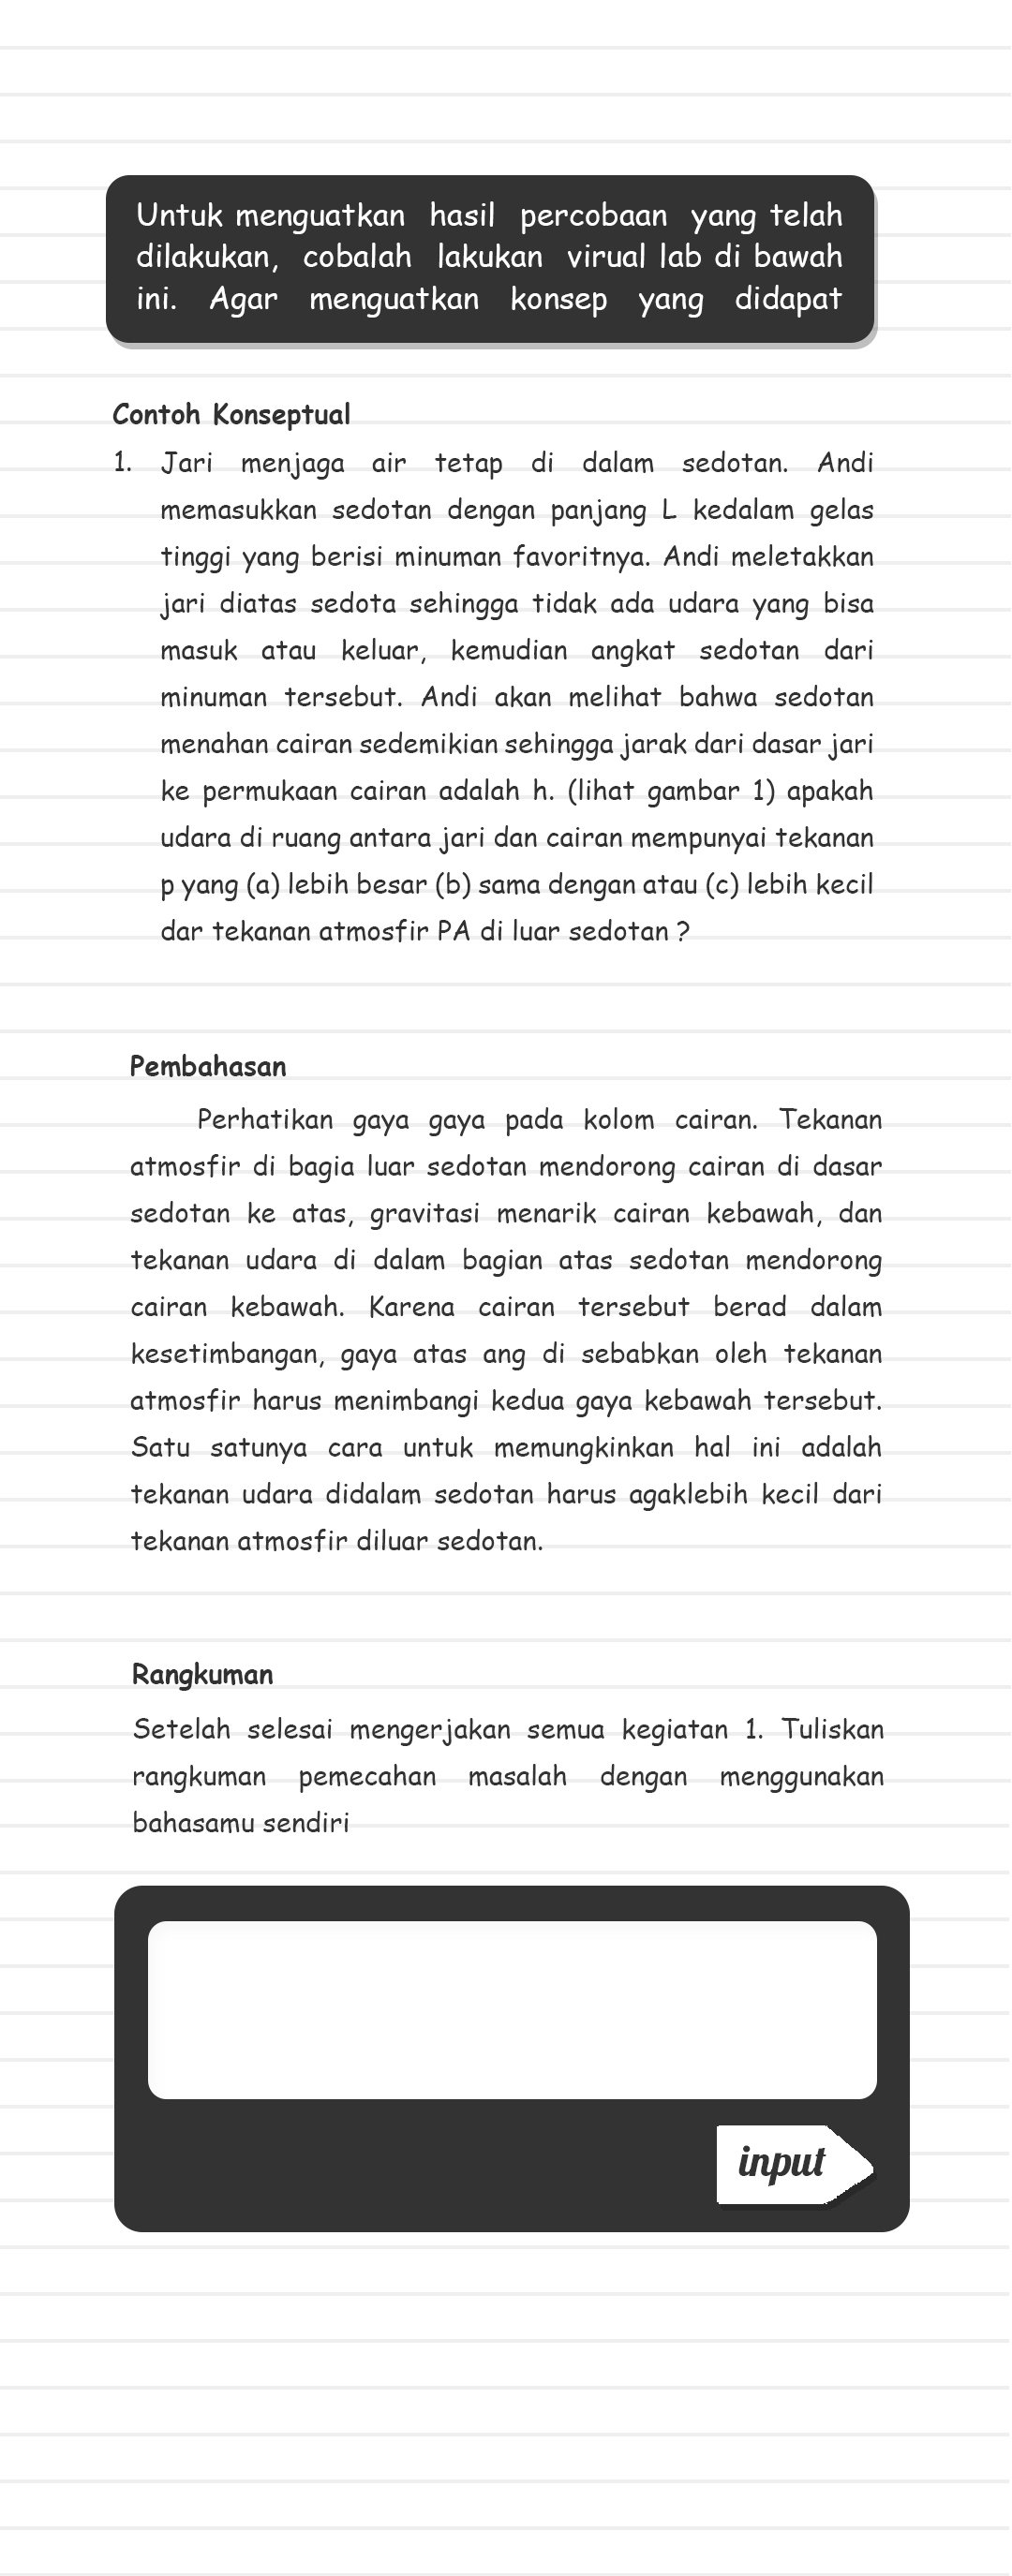 Untuk menguatkan hasil percobaan yang telah
dilakukan, cobalah lakukan virual lab di bawah
ini. Agar menguatkan konsep yang didapat
Contoh Konseptual
1. Jari menjaga air tetap di dalam sedotan. Andi
memasukkan sedotan dengan panjang L kedalam gelas
tinggi yang berisi minuman favoritnya. Andi meletakkan
jari diatas sedota sehingga tidak ada udara yang bisa
masuk atau keluar, kemudian angkat sedotan dari
minuman tersebut. Andi akan melihat bahwa sedotan
menahan cairan sedemikian sehingga jarak dari dasar jari
ke permukaan cairan adalah h. (lihat gambar 1) apakah
udara di ruang antara jari dan cairan mempunyai tekanan
p yang (a) lebih besar (b) sama dengan atau (c) lebih kecil
dar tekanan atmosfir PA di luar sedotan ?
Pembahasan
Perhatikan gaya gaya pada kolom cairan. Tekanan
atmosfir di bagia luar sedotan mendorong cairan di dasar
sedotan ke atas, gravitasi menarik cairan kebawah, dan
tekanan udara di dalam bagian atas sedotan mendorong
cairan kebawah. Karena cairan tersebut berad dalam
kesetimbangan, gaya atas ang di sebabkan oleh tekanan
atmosfir harus menimbangi kedua gaya kebawah tersebut.
Satu satunya cara untuk memungkinkan hal ini adalah
tekanan udara didalam sedotan harus agaklebih kecil dari
tekanan atmosfir diluar sedotan.
Rangkuman
Setelah selesai mengerjakan semua kegiatan 1. Tuliskan
rangkuman pemecahan masalah dengan menggunakan
bahasamu sendiri
input